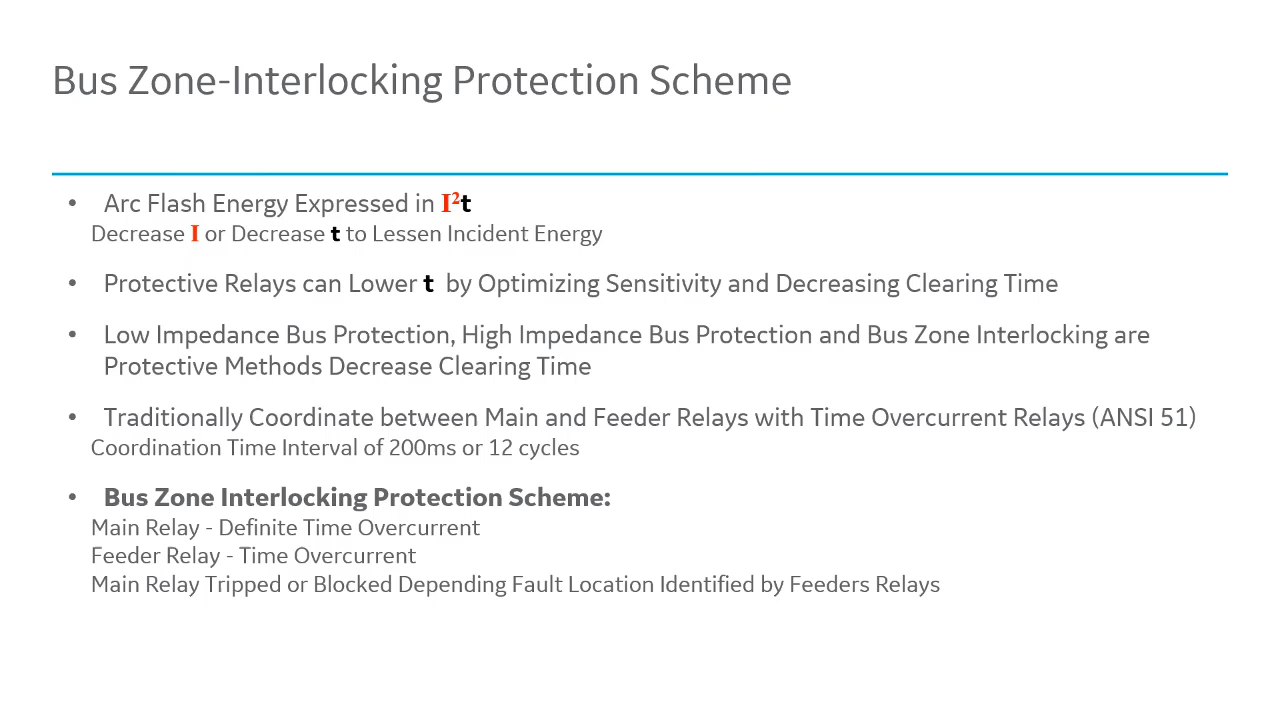 Bus Zone-Interlocking Protection Scheme
• Arc Flash Energy Expressed in I²t
Decrease I or Decrease t to Lessen Incident Energy
• Protective Relays can Lower t by Optimizing Sensitivity and Decreasing Clearing Time
• Low Impedance Bus Protection, High Impedance Bus Protection and Bus Zone Interlocking are
Protective Methods Decrease Clearing Time
• Traditionally Coordinate between Main and Feeder Relays with Time Overcurrent Relays (ANSI 51)
Coordination Time Interval of 200ms or 12 cycles
• Bus Zone Interlocking Protection Scheme:
Main Relay - Definite Time Overcurrent
Feeder Relay - Time Overcurrent
Main Relay Tripped or Blocked Depending Fault Location Identified by Feeders Relays